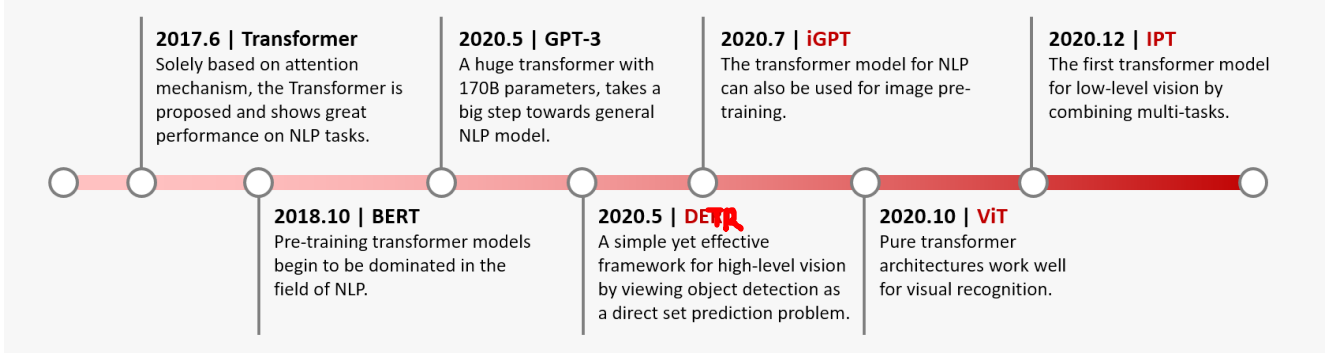 2017.6 | Transformer
Solely based on attention
mechanism, the Transformer is
proposed and shows great
performance on NLP tasks.
2018.10 | BERT
Pre-training transformer models
begin to be dominated in the
field of NLP.
2020.5 | GPT-3
A huge transformer with
170B parameters, takes a
big step towards general
NLP model.
2020.5 | DETR
A simple yet effective
framework for high-level vision
by viewing object detection as
a direct set prediction problem.
2020.7 | iGPT
The transformer model for NLP
can also be used for image pre-
training.
2020.10 | ViT
Pure transformer
architectures work well
for visual recognition.
2020.12 | IPT
The first transformer model
for low-level vision by
combining multi-tasks.